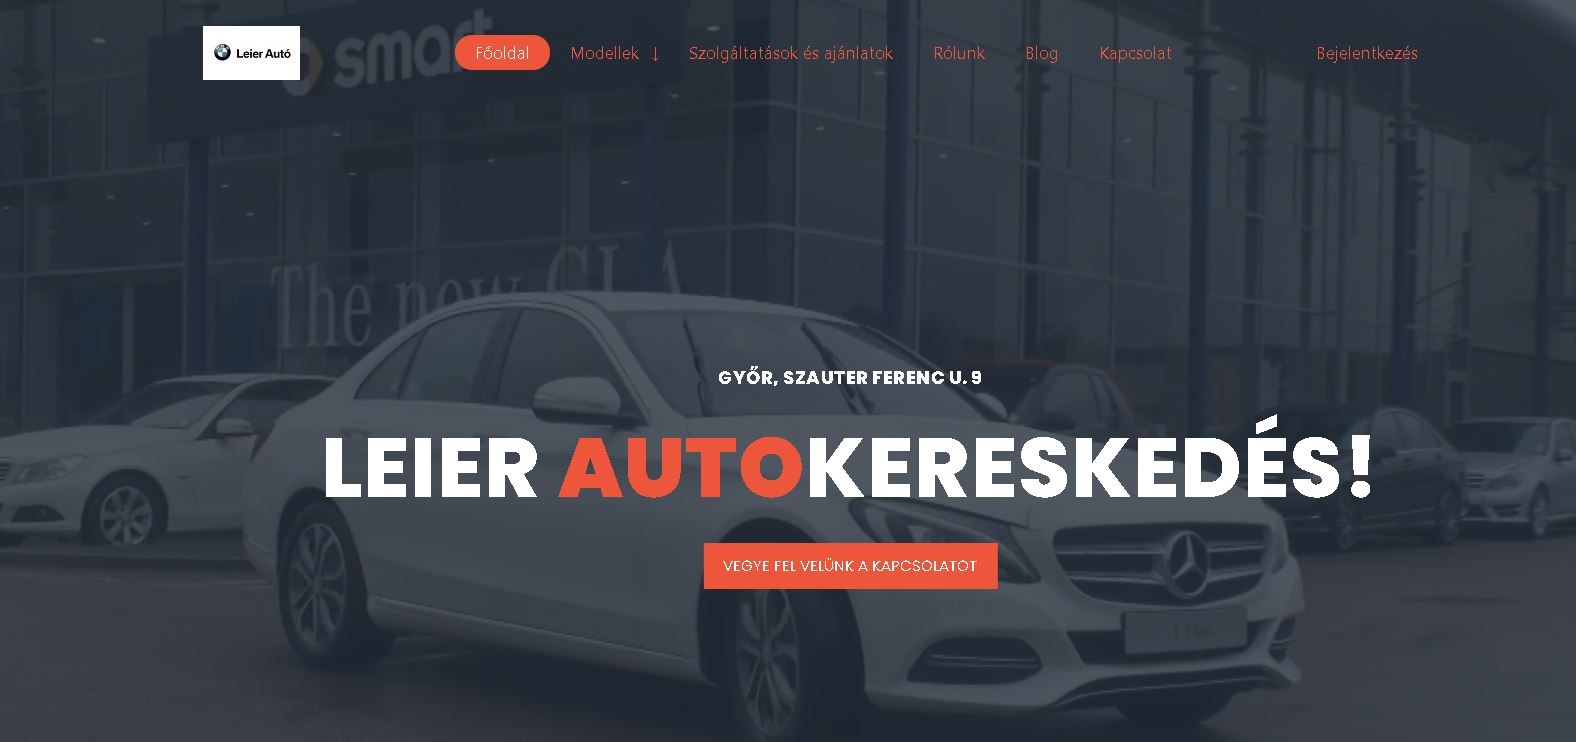 smart
Leier Autó
Főoldal
Modellek ↓
Szolgáltatások és ajánlatok
Rólunk
Blog
Kapcsolat
Bejelentkezés
The new GLA
GYŐR, SZAUTER FERENC U. 9
LEIER AUTOKERESKEDÉS!
VEGYE FEL VELÜNK A KAPCSOLATOT